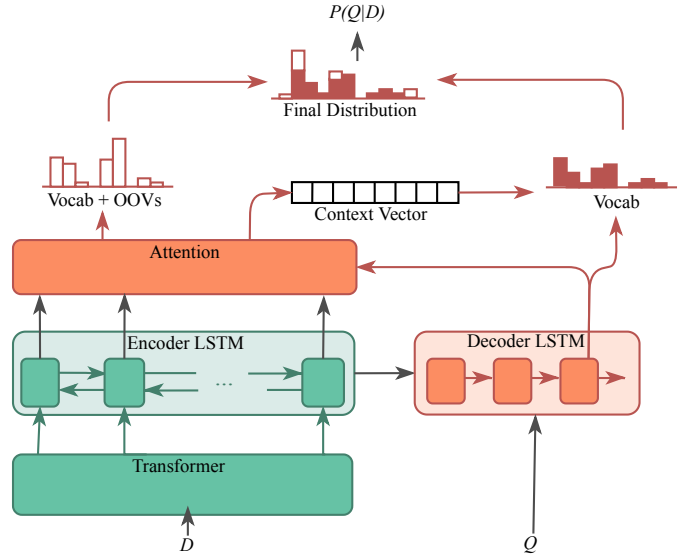 P(Q|D)
Final Distribution
Vocab + OOVs
Context Vector
Vocab
Attention
Encoder LSTM
Decoder LSTM
...
Transformer
D
Q